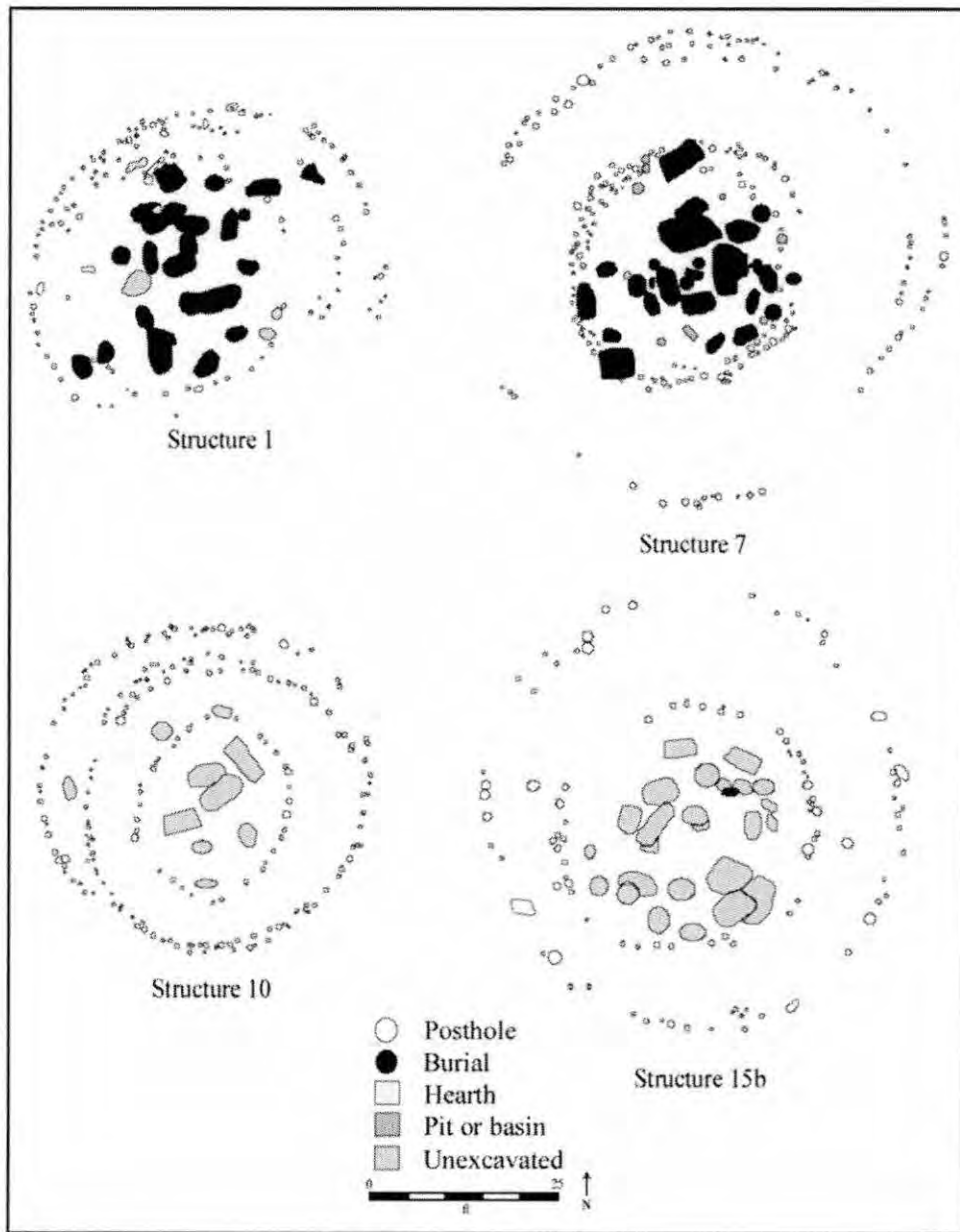 Structure 1
Structure 7
Structure 10
Structure 15b
Posthole
Burial
Hearth
Pit or basin
Unexcavated
0 25
ft
N